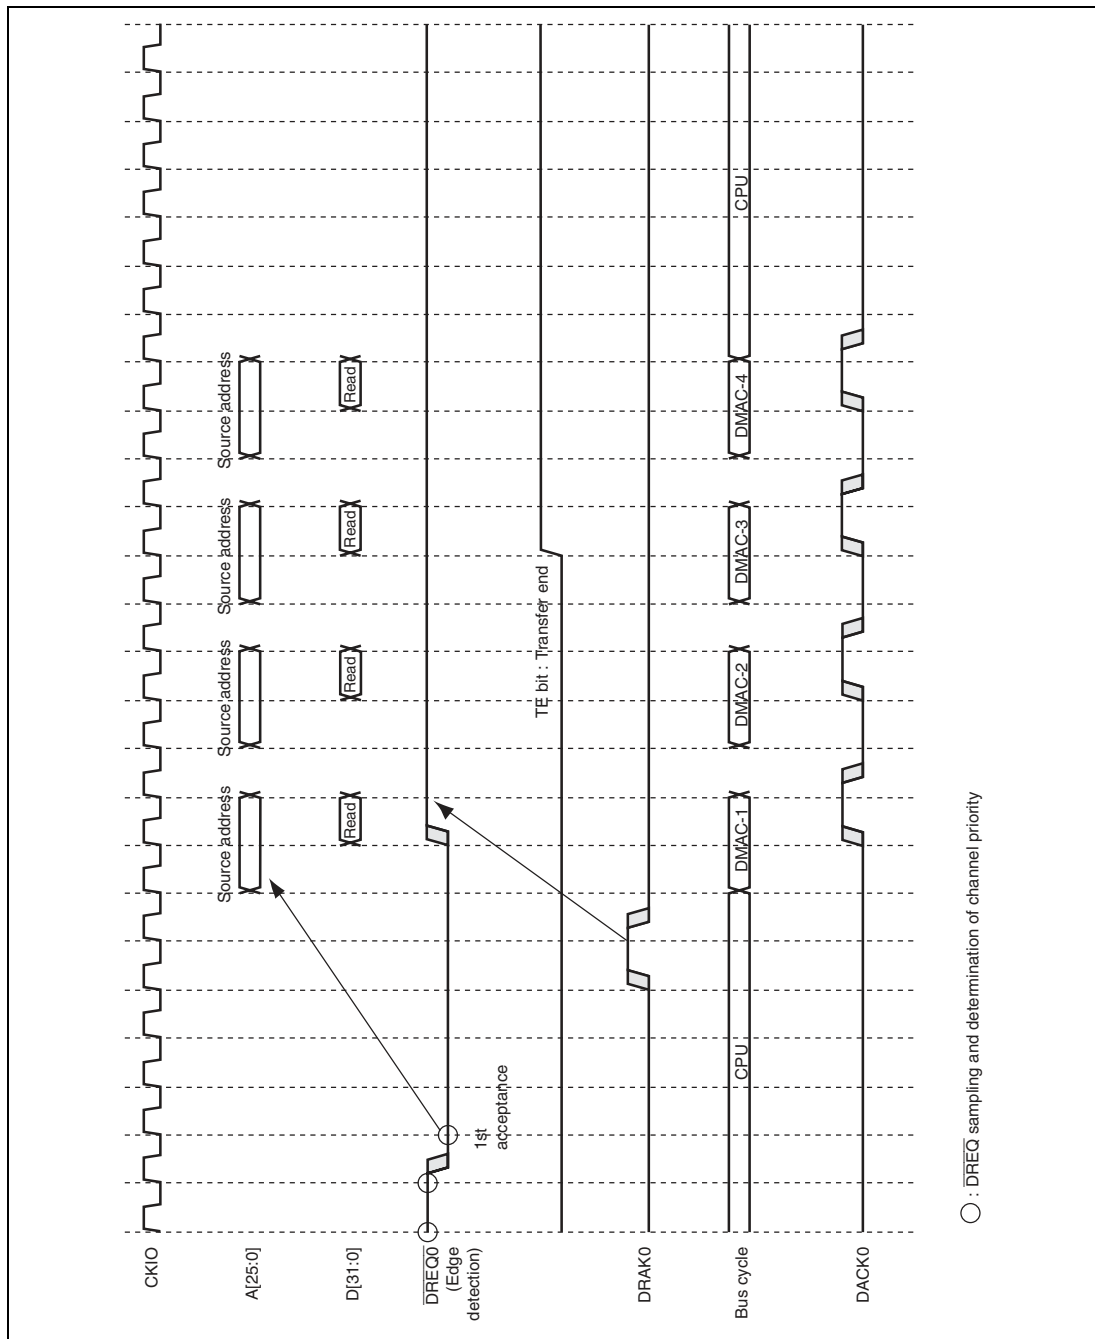 CKIO
A[25:0]
Source address
Source address
Source address
Source address
D[31:0]
Read
Read
Read
Read
DREQ0
(Edge
detection)
1st
acceptance
TE bit : Transfer end
DRAK0
Bus cycle
CPU
DMAC-1
DMAC-2
DMAC-3
DMAC-4
CPU
DACK0
: DREQ sampling and determination of channel priority